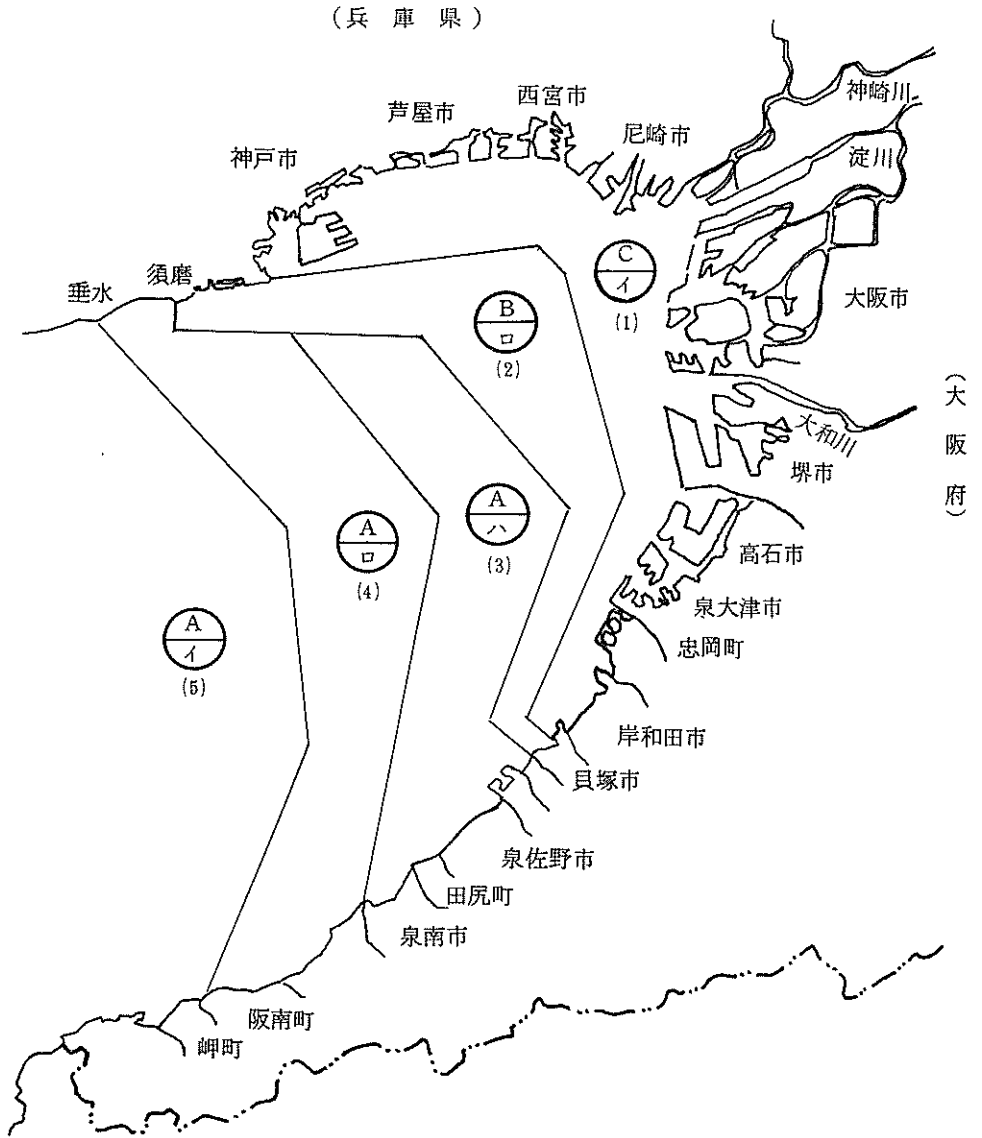 (兵庫県)
西宮市
芦屋市
尼崎市
神戸市
神崎川
淀川
須磨
垂水
大阪市
C
イ
(1)
B
ロ
(2)
(大阪府)
大和川
堺市
A
ハ
(3)
A
ロ
(4)
高石市
泉大津市
忠岡町
A
イ
(5)
岸和田市
貝塚市
泉佐野市
田尻町
泉南市
阪南町
岬町